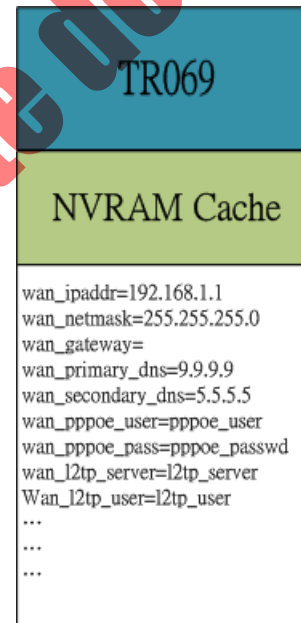 TR069
NVRAM Cache
wan_ipaddr=192.168.1.1
wan_netmask=255.255.255.0
wan_gateway=
wan_primary_dns=9.9.9.9
wan_secondary_dns=5.5.5.5
wan_pppoe_user=pppoe_user
wan_pppoe_pass=pppoe_passwd
wan_l2tp_server=l2tp_server
Wan_l2tp_user=l2tp_user
...
...
...